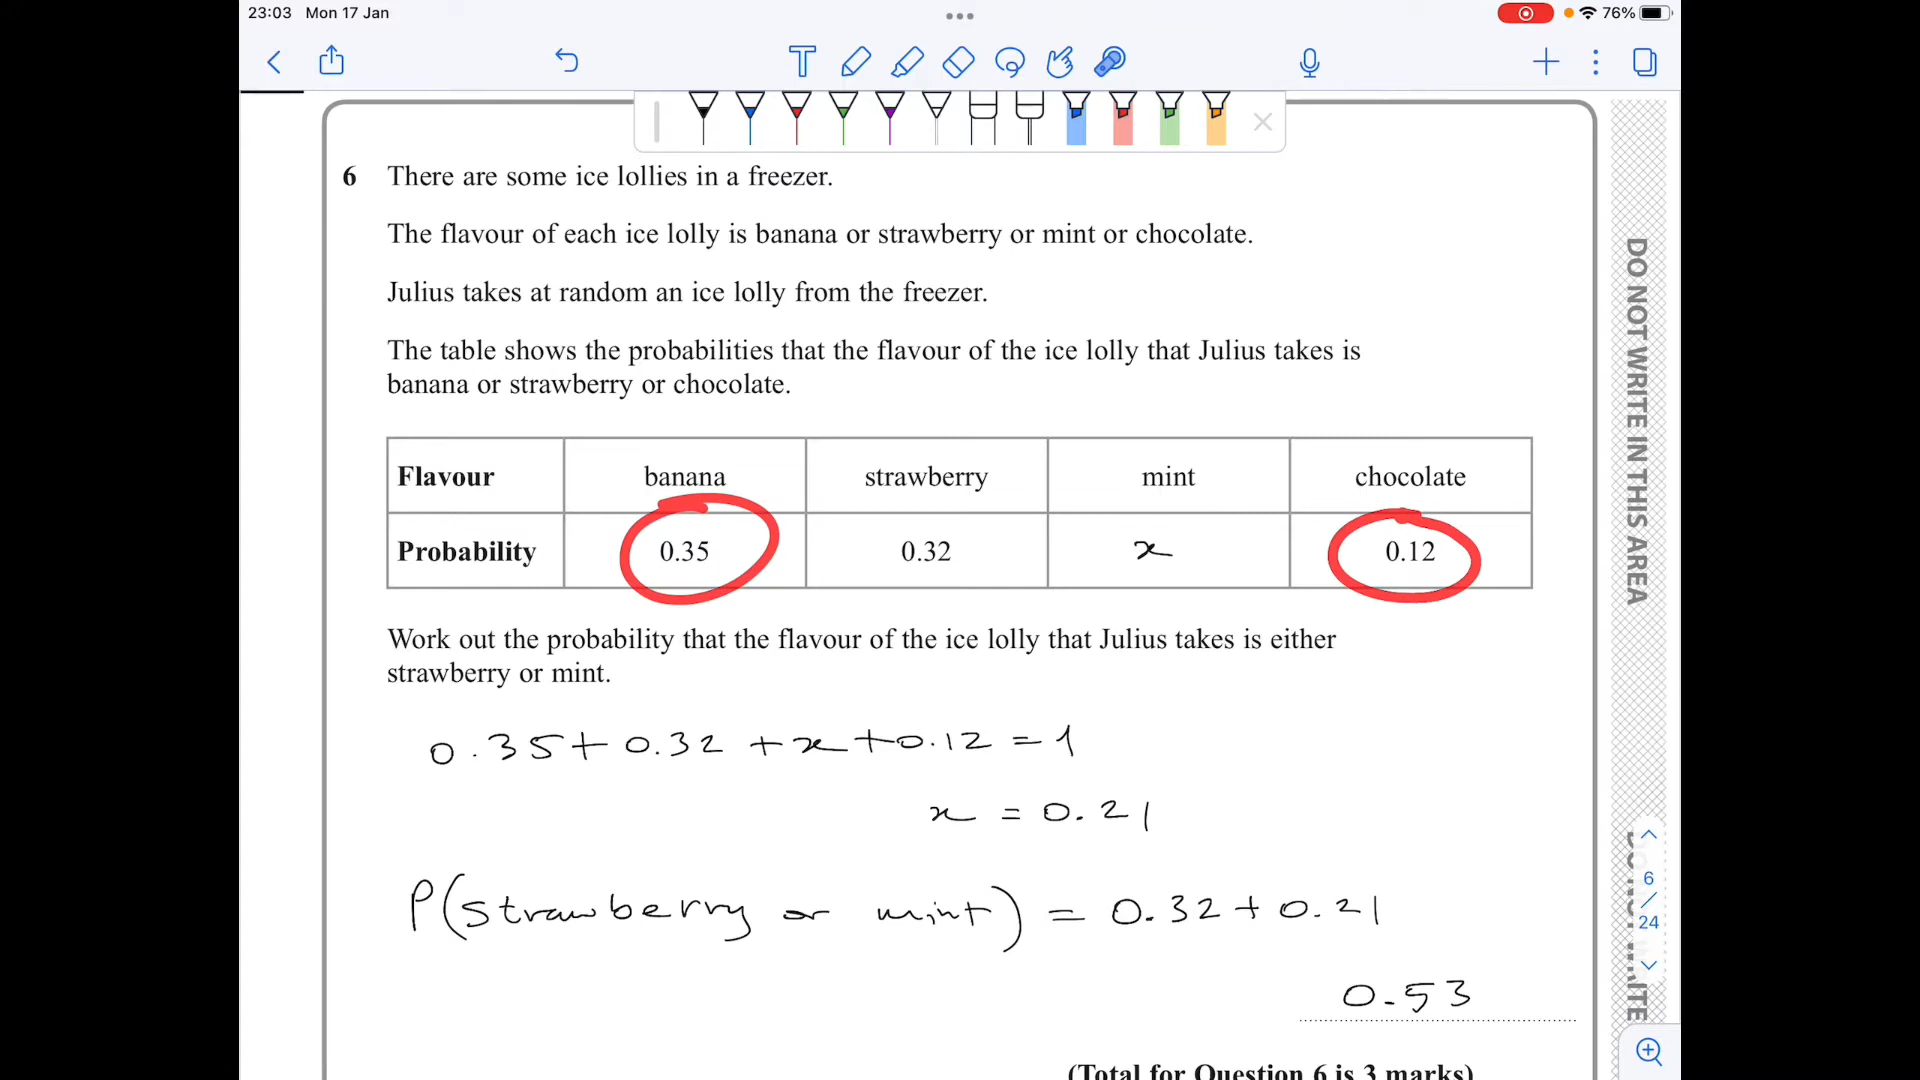 23:03 Mon 17 Jan
76%
6 There are some ice lollies in a freezer.
The flavour of each ice lolly is banana or strawberry or mint or chocolate.
Julius takes at random an ice lolly from the freezer.
The table shows the probabilities that the flavour of the ice lolly that Julius takes is
banana or strawberry or chocolate.
Flavour banana strawberry mint chocolate
Probability 0.35 0.32 x 0.12
Work out the probability that the flavour of the ice lolly that Julius takes is either
strawberry or mint.
0.35 + 0.32 + x + 0.12 = 1
x = 0.21
P(strawberry or mint) = 0.32 + 0.21
0.53
(Total for Question 6 is 3 marks)
DO NOT WRITE IN THIS AREA
6
/
24